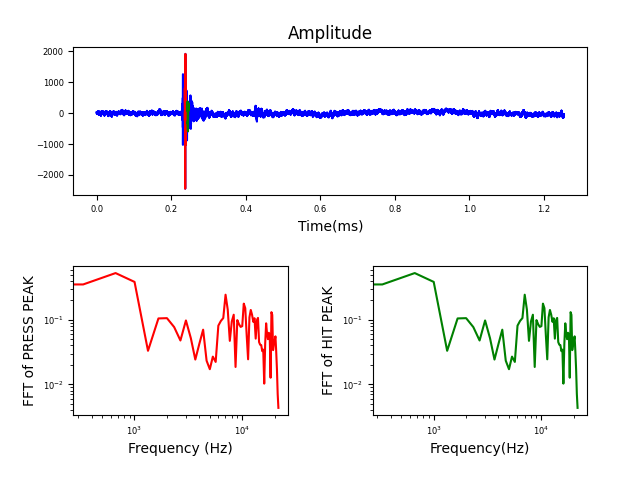 Amplitude
2000
1000
0
−1000
−2000
0.0 0.2 0.4 0.6 0.8 1.0 1.2
Time(ms)
FFT of PRESS PEAK
10⁻¹
10⁻²
10³ 10⁴
Frequency (Hz)
FFT of HIT PEAK
10⁻¹
10⁻²
10³ 10⁴
Frequency(Hz)